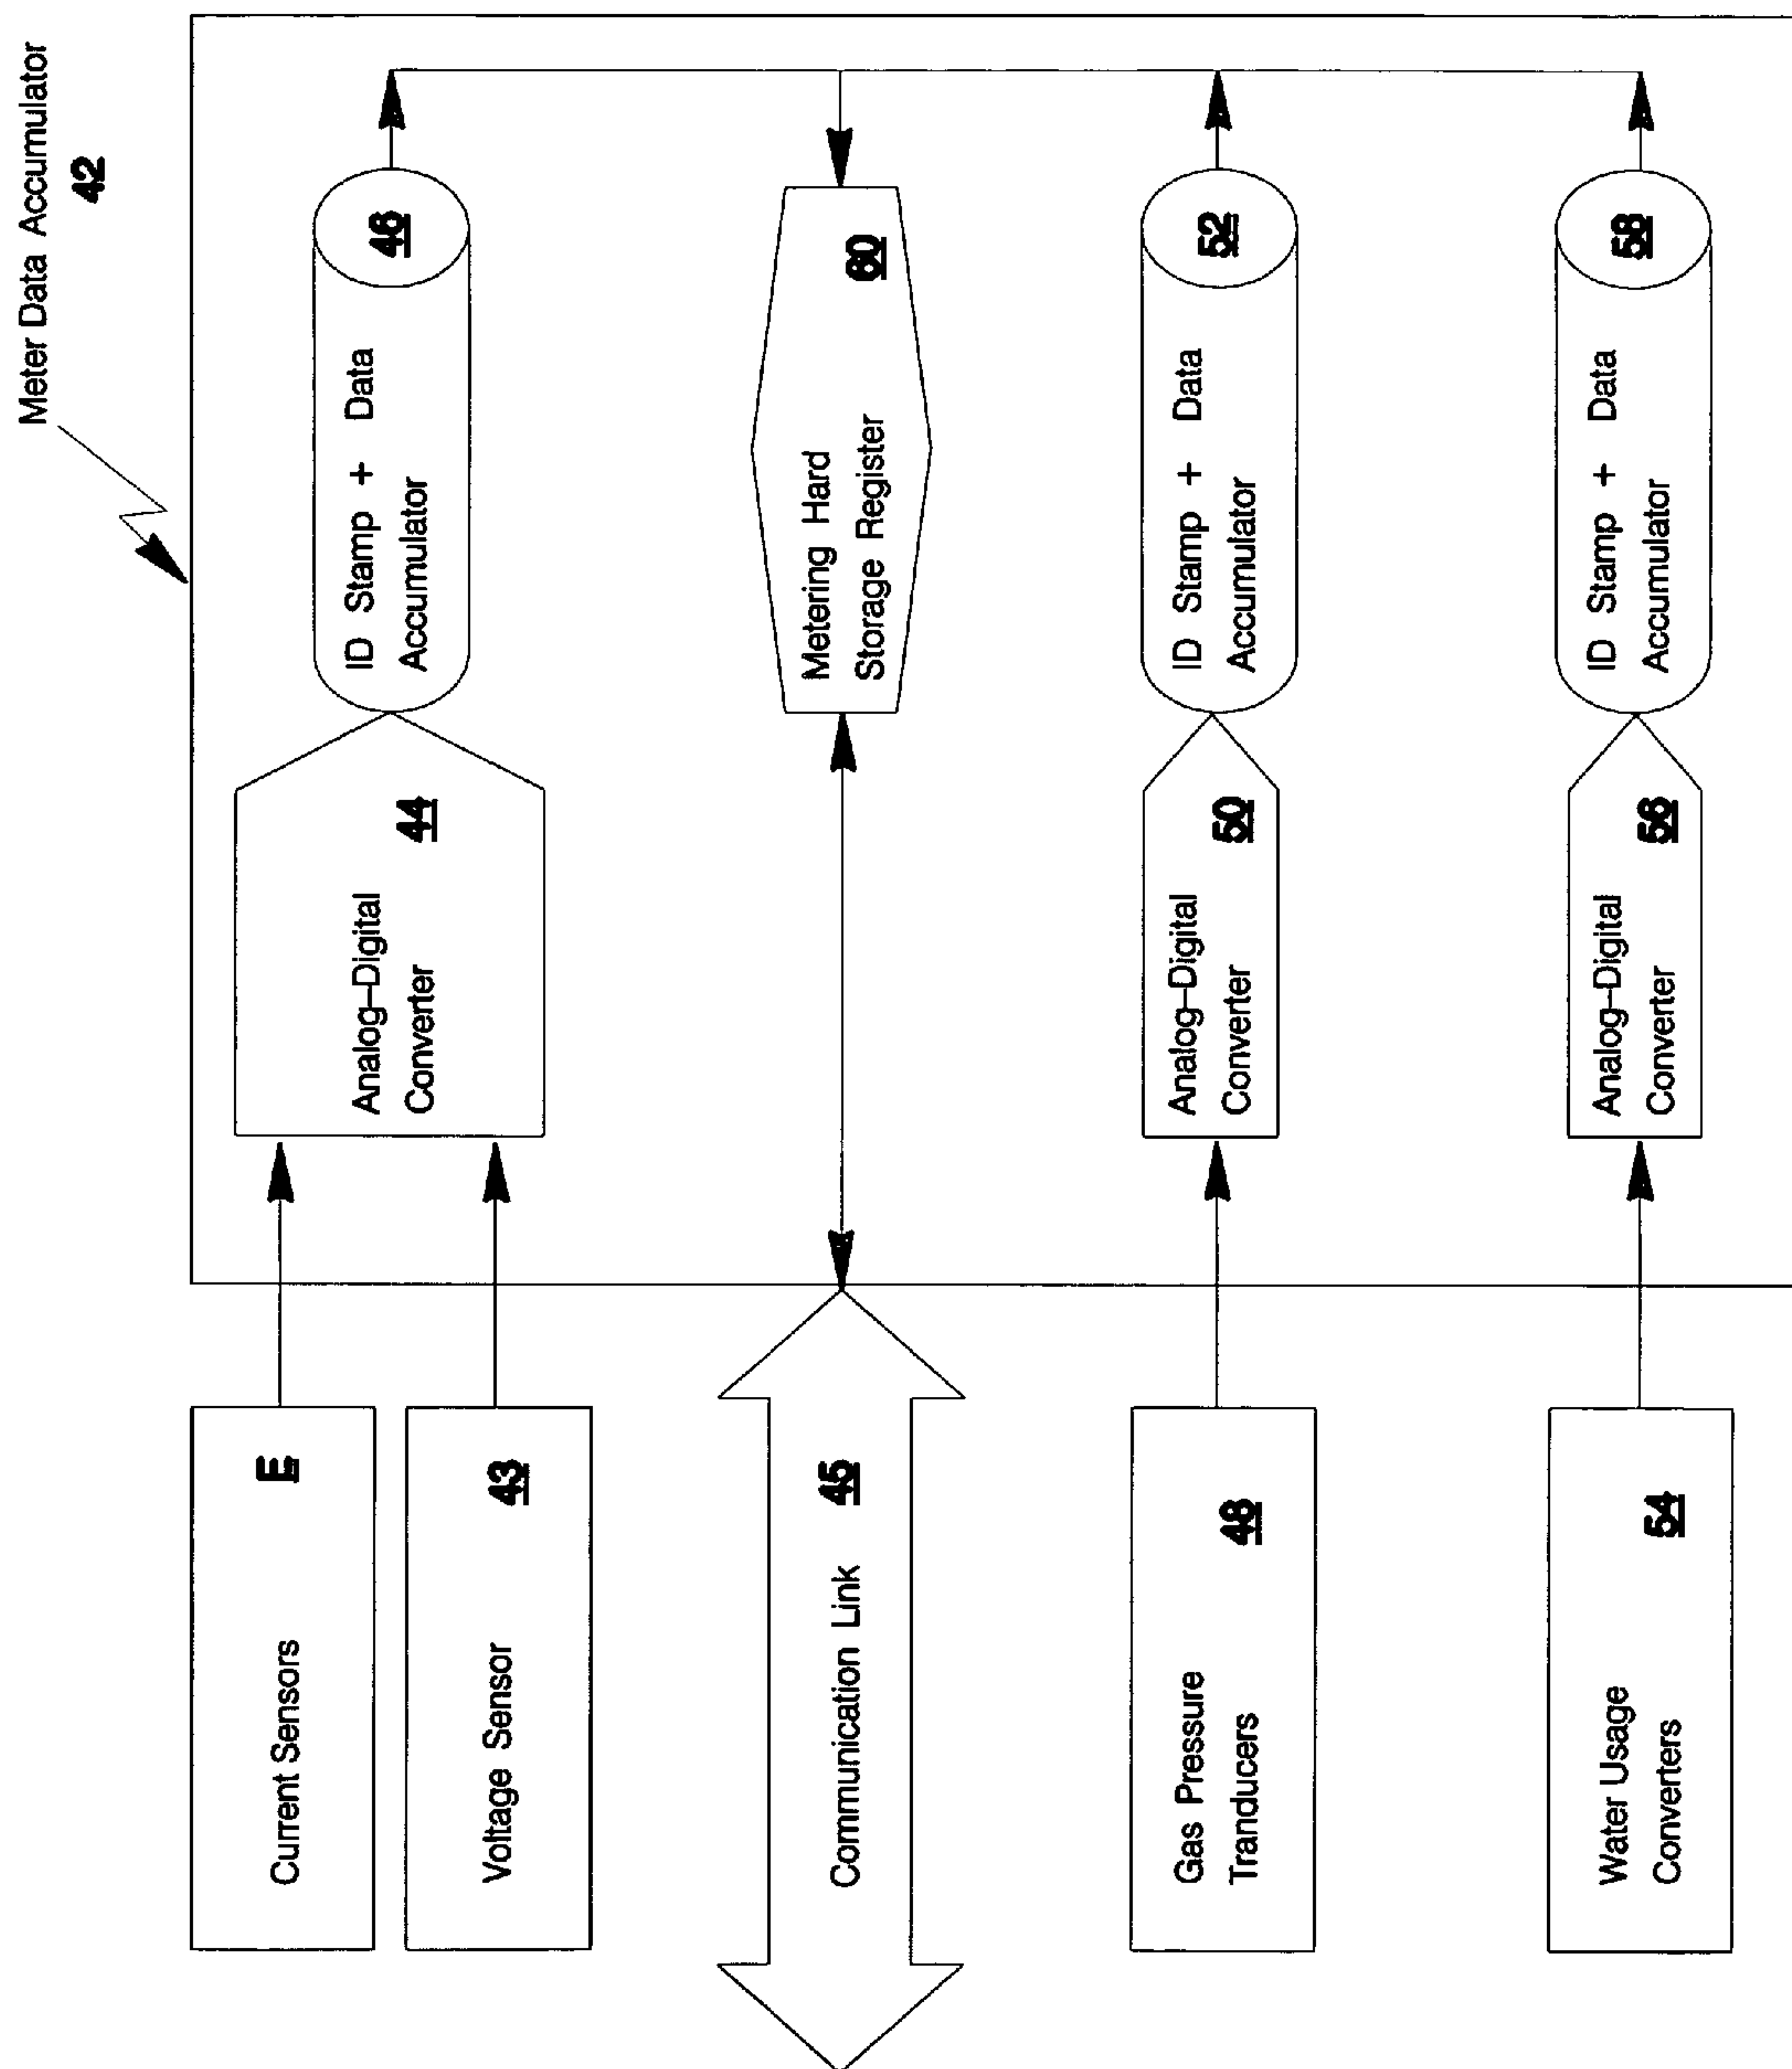 Meter Data Accumulator
42
Current Sensors
E
Voltage Sensor
43
Analog–Digital
Converter
44
ID Stamp + Data
Accumulator
46
Communication Link
45
Metering Hard
Storage Register
60
Gas Pressure
Tranducers
48
Analog–Digital
Converter
50
ID Stamp + Data
Accumulator
52
Water Usage
Converters
54
Analog–Digital
Converter
56
ID Stamp + Data
Accumulator
58